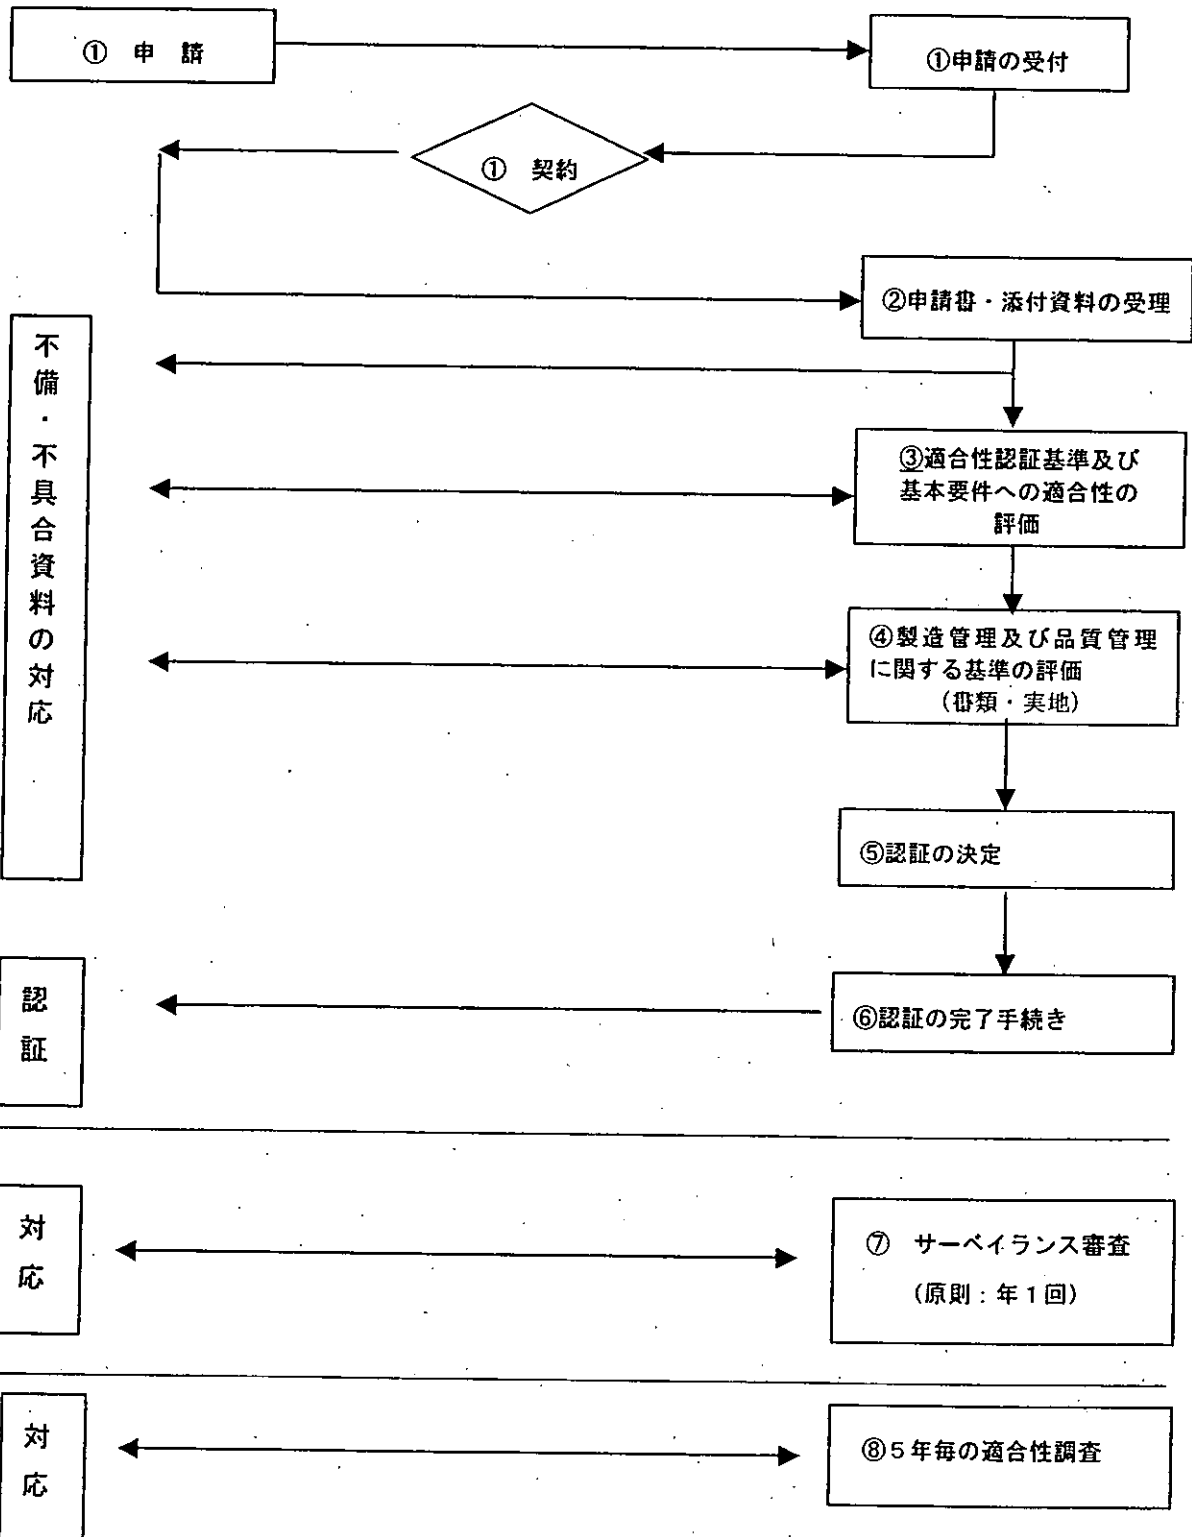 ① 申 請
①申請の受付
① 契約
②申請書・添付資料の受理
不備・不具合資料の対応
③適合性認証基準及び
基本要件への適合性の
評価
④製造管理及び品質管理
に関する基準の評価
(書類・実地)
⑤認証の決定
認証
⑥認証の完了手続き
対応
⑦ サーベイランス審査
(原則:年1回)
対応
⑧5年毎の適合性調査